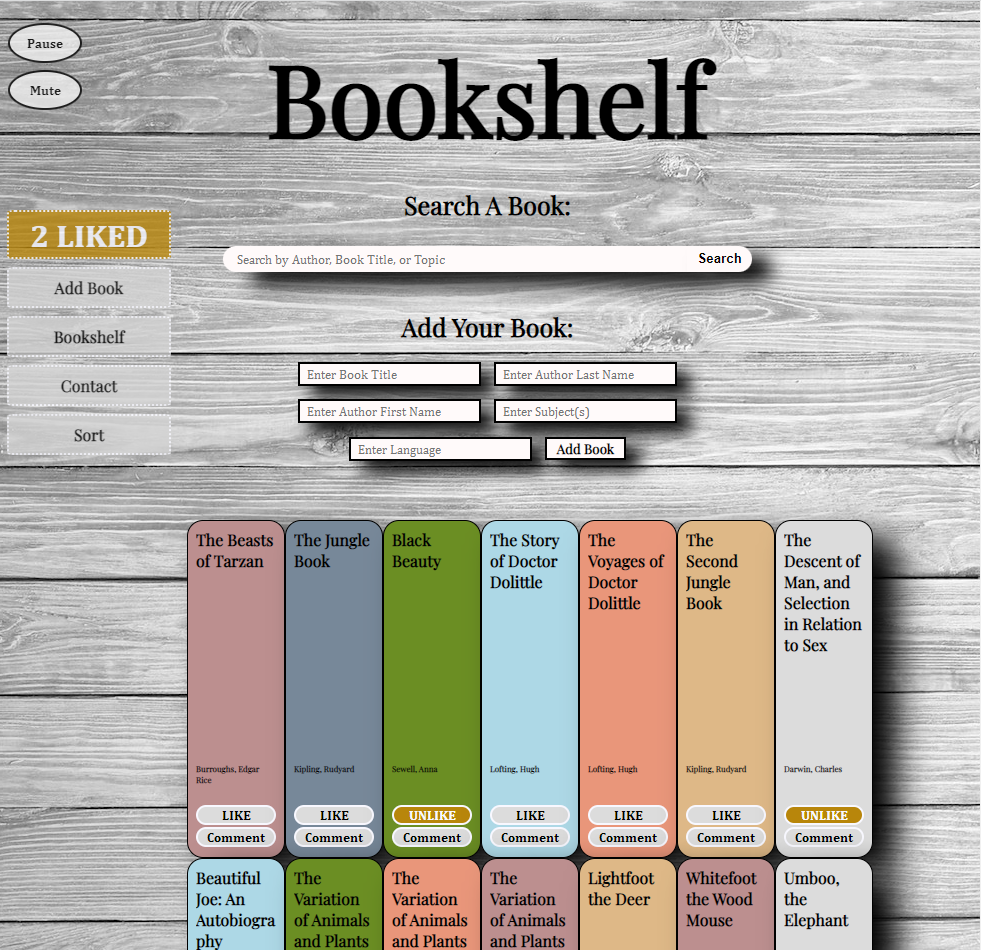 Pause
Mute
Bookshelf
Search A Book:
Search by Author, Book Title, or Topic
Search
2 LIKED
Add Book
Bookshelf
Contact
Sort
Add Your Book:
Enter Book Title
Enter Author Last Name
Enter Author First Name
Enter Subject(s)
Enter Language
Add Book
The Beasts
of Tarzan
Burroughs, Edgar
Rice
LIKE
Comment
The Jungle
Book
Kipling, Rudyard
LIKE
Comment
Black
Beauty
Sewell, Anna
UNLIKE
Comment
The Story
of Doctor
Dolittle
Lofting, Hugh
LIKE
Comment
The
Voyages of
Doctor
Dolittle
Lofting, Hugh
LIKE
Comment
The
Second
Jungle
Book
Kipling, Rudyard
LIKE
Comment
The
Descent of
Man, and
Selection
in Relation
to Sex
Darwin, Charles
UNLIKE
Comment
Beautiful
Joe: An
Autobiogra
phy
The
Variation
of Animals
and Plants
The
Variation
of Animals
and Plants
The
Variation
of Animals
and Plants
Lightfoot
the Deer
Whitefoot
the Wood
Mouse
Umboo,
the
Elephant